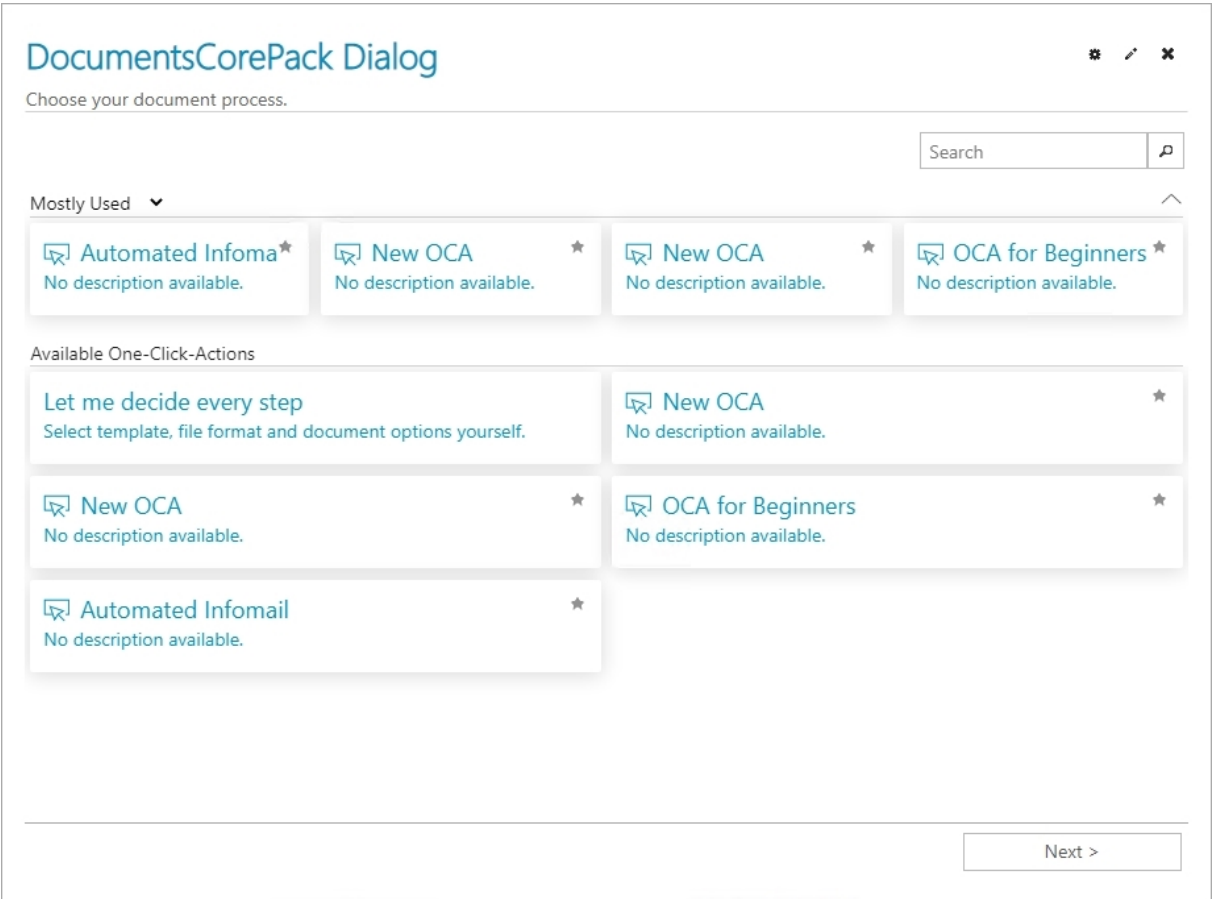 DocumentsCorePack Dialog
Choose your document process.
Search
Mostly Used
Automated Infoma
No description available.
New OCA
No description available.
New OCA
No description available.
OCA for Beginners
No description available.
Available One-Click-Actions
Let me decide every step
Select template, file format and document options yourself.
New OCA
No description available.
New OCA
No description available.
OCA for Beginners
No description available.
Automated Infomail
No description available.
Next >